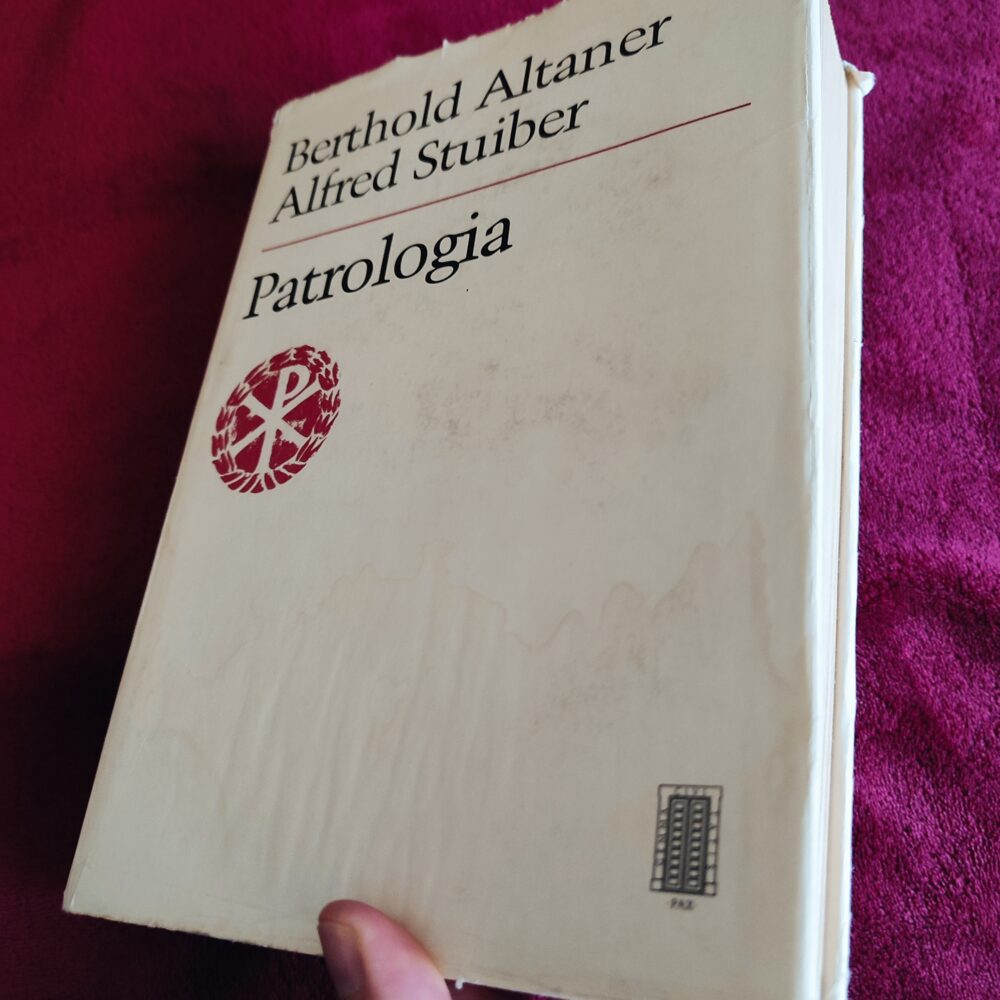 Berthold Altaner
Alfred Stuiber
Patrologia
PAX